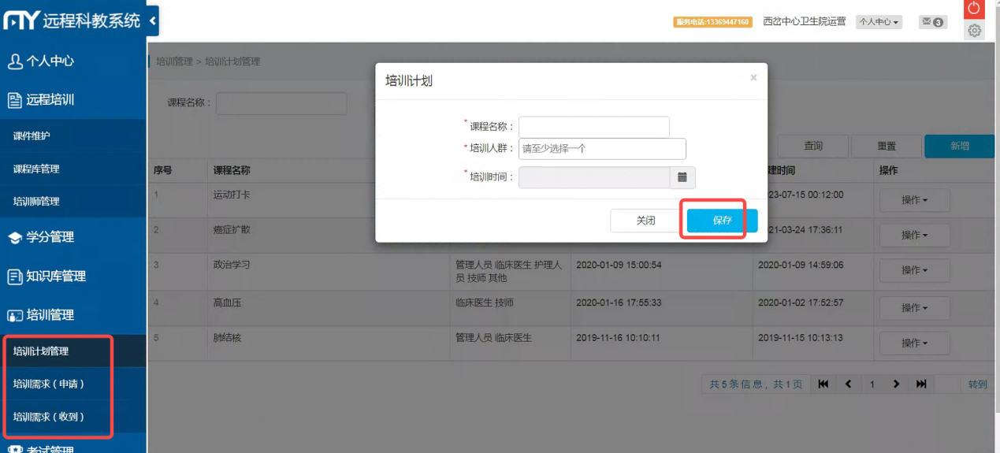 远程科教系统
服务电话:13369447160 西岔中心卫生院运营 个人中心 3
个人中心
远程培训
课件维护
课程库管理
培训师管理
学分管理
知识库管理
培训管理
培训计划管理
培训需求（申请）
培训需求（收到）
考试管理
培训管理 > 培训计划管理
课程名称：
查询 重置 新增
培训计划 ×
* 课程名称：
* 培训人群： 请至少选择一个
* 培训时间：
关闭 保存
序号 课程名称 建时间 操作
1 运动打卡 23-07-15 00:12:00 操作
2 癌症扩散 21-03-24 17:36:11 操作
3 政治学习 管理人员 临床医生 护理人 2020-01-09 15:00:54 2020-01-09 14:59:06 操作
员 技师 其他
4 高血压 临床医生 技师 2020-01-16 17:55:33 2020-01-02 17:52:57 操作
5 肺结核 管理人员 临床医生 2019-11-16 10:10:11 2019-11-15 10:13:13 操作
共 5 条信息，共 1 页 1 转到